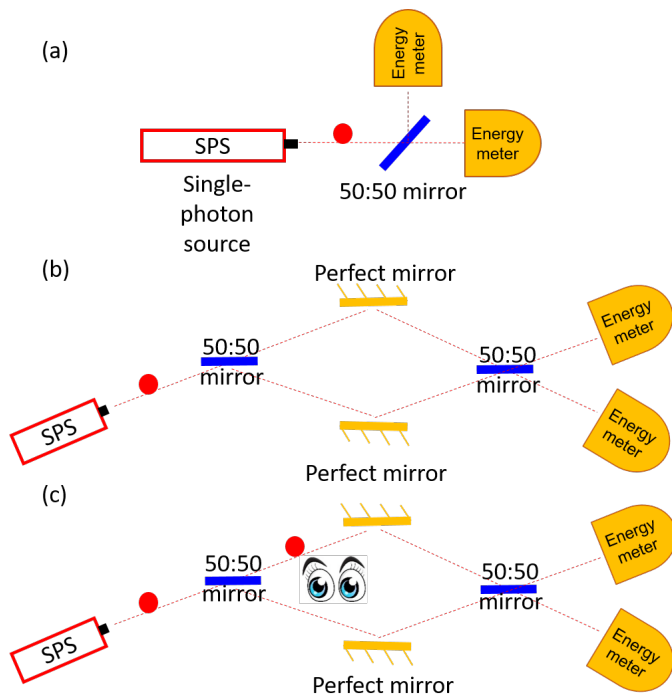 (a)
Energy
meter
SPS
Energy
meter
Single-
photon
source
50:50 mirror
(b)
Perfect mirror
50:50
mirror
50:50
mirror
Energy
meter
SPS
Energy
meter
Perfect mirror
(c)
50:50
mirror
50:50
mirror
Energy
meter
SPS
Energy
meter
Perfect mirror